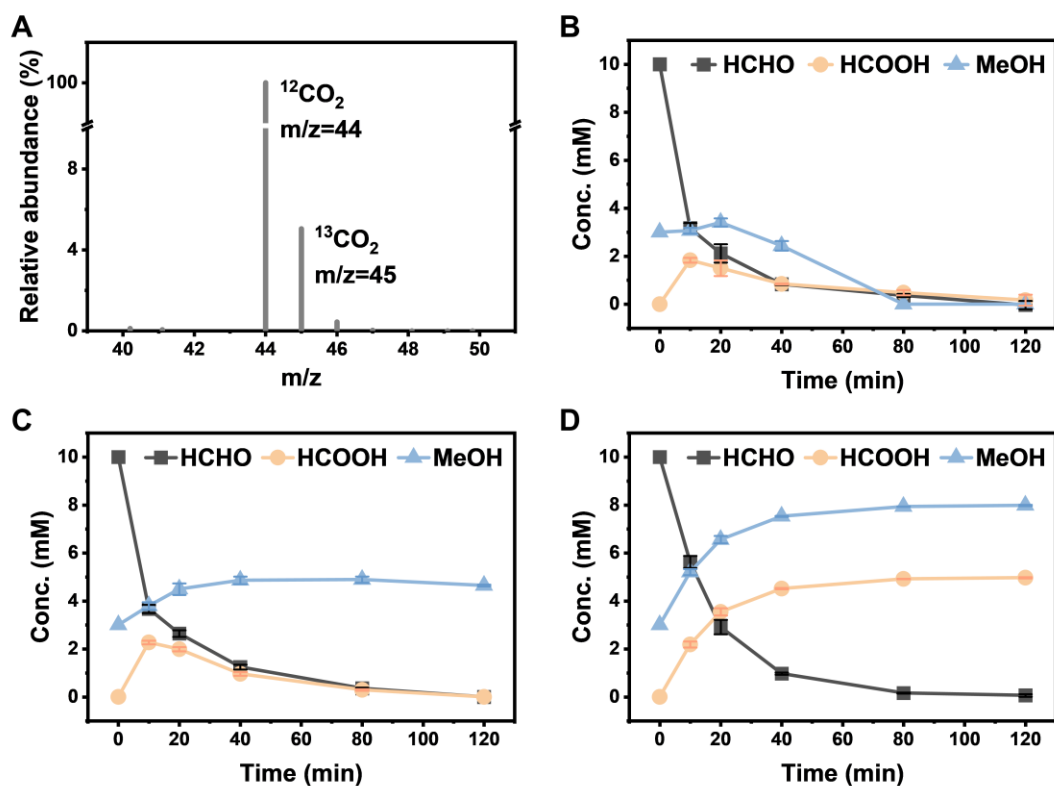 A
Relative abundance (%)
100
8
4
0
¹²CO₂
m/z=44
¹³CO₂
m/z=45
40 42 44 46 48 50
m/z
B
Conc. (mM)
10
8
6
4
2
0
HCHO HCOOH MeOH
0 20 40 60 80 100 120
Time (min)
C
Conc. (mM)
10
8
6
4
2
0
HCHO HCOOH MeOH
0 20 40 60 80 100 120
Time (min)
D
Conc. (mM)
10
8
6
4
2
0
HCHO HCOOH MeOH
0 20 40 60 80 100 120
Time (min)